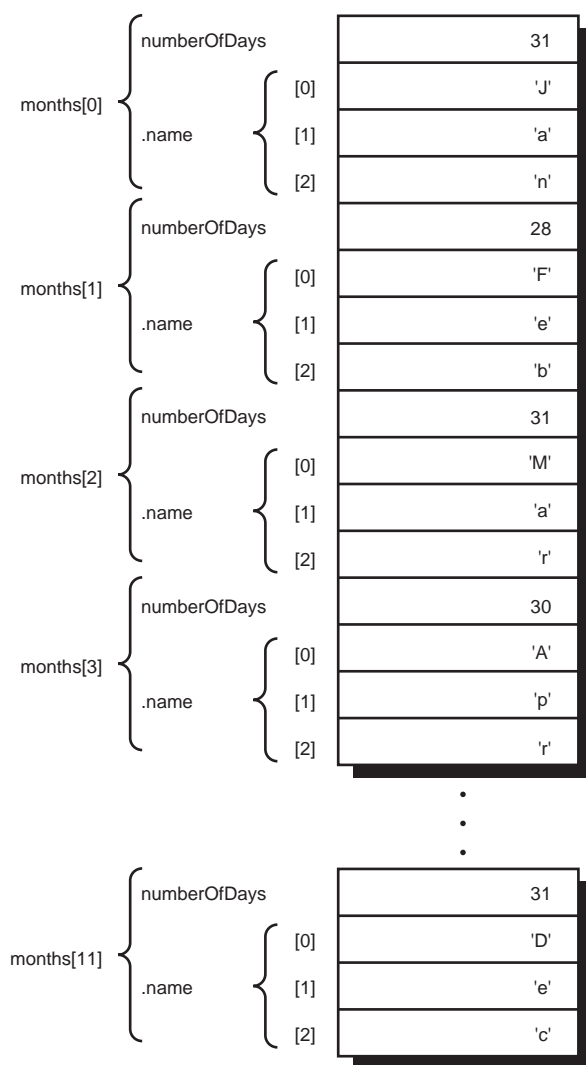 numberOfDays 31
months[0] .name [0] 'J'
[1] 'a'
[2] 'n'
numberOfDays 28
months[1] .name [0] 'F'
[1] 'e'
[2] 'b'
numberOfDays 31
months[2] .name [0] 'M'
[1] 'a'
[2] 'r'
numberOfDays 30
months[3] .name [0] 'A'
[1] 'p'
[2] 'r'
numberOfDays 31
months[11] .name [0] 'D'
[1] 'e'
[2] 'c'